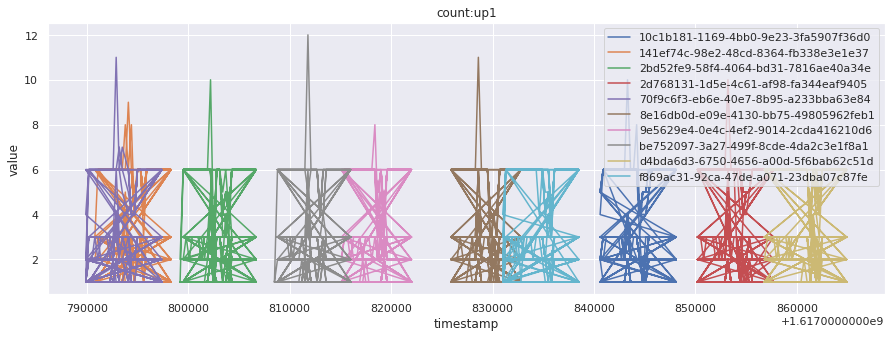 count:up1
12
10
8
6
4
2
value
10c1b181-1169-4bb0-9e23-3fa5907f36d0
141ef74c-98e2-48cd-8364-fb338e3e1e37
2bd52fe9-58f4-4064-bd31-7816ae40a34e
2d768131-1d5e-4c61-af98-fa344eaf9405
70f9c6f3-eb6e-40e7-8b95-a233bba63e84
8e16db0d-e09e-4130-bb75-49805962feb1
9e5629e4-0e4c-4ef2-9014-2cda416210d6
be752097-3a27-499f-8cde-4da2c3e1f8a1
d4bda6d3-6750-4656-a00d-5f6bab62c51d
f869ac31-92ca-47de-a071-23dba07c87fe
790000 800000 810000 820000 830000 840000 850000 860000
+1.6170000000e9
timestamp